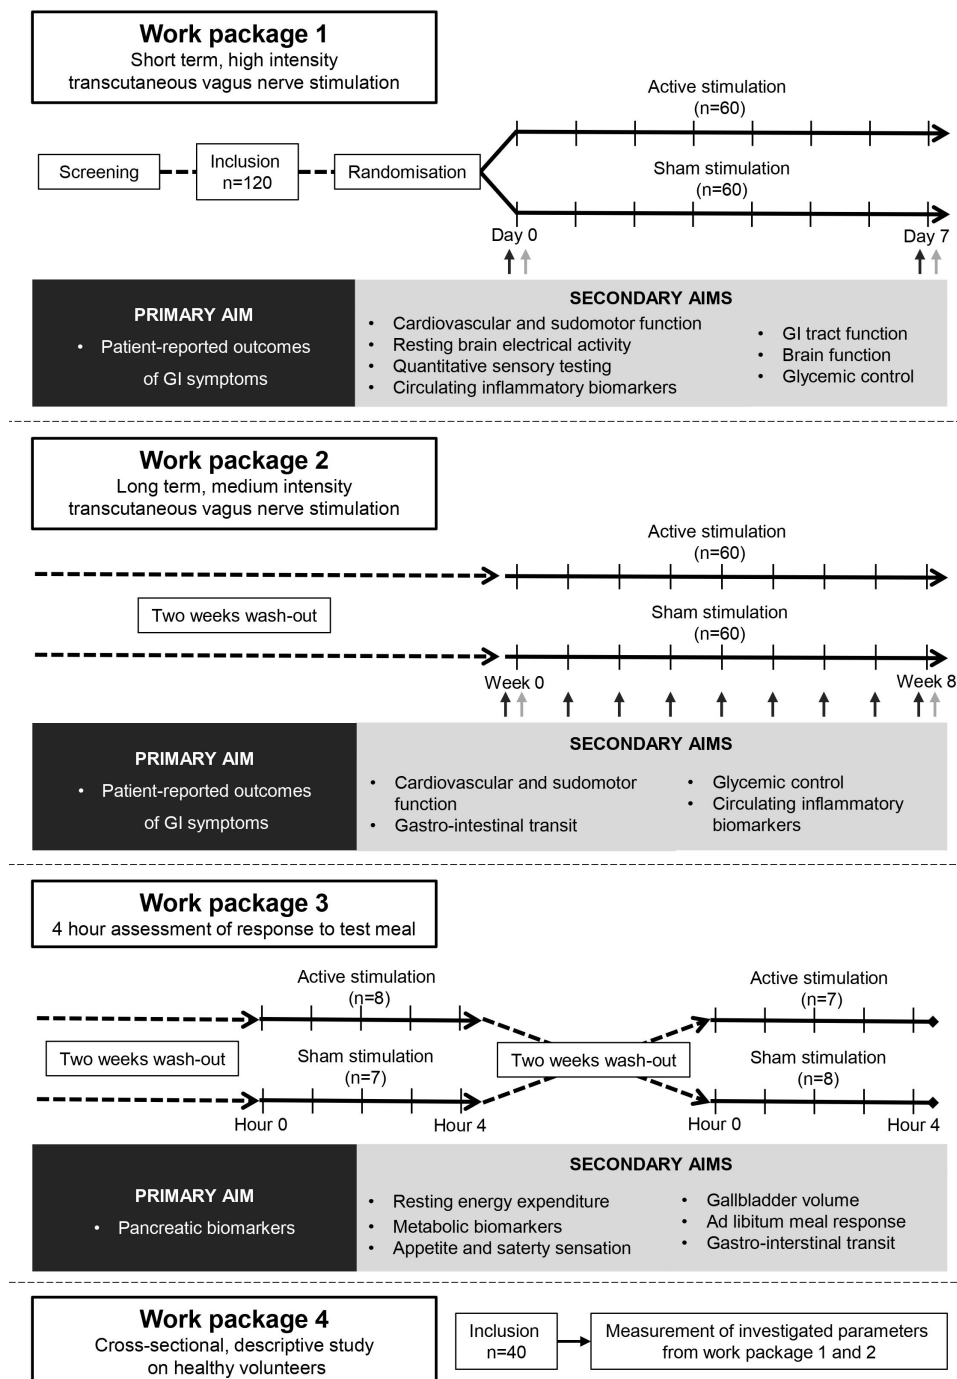 Work package 1
Short term, high intensity
transcutaneous vagus nerve stimulation
Active stimulation
(n=60)
Screening
Inclusion
n=120
Randomisation
Sham stimulation
(n=60)
Day 0
Day 7
PRIMARY AIM
• Patient-reported outcomes
of GI symptoms
SECONDARY AIMS
• Cardiovascular and sudomotor function
• Resting brain electrical activity
• Quantitative sensory testing
• Circulating inflammatory biomarkers
• GI tract function
• Brain function
• Glycemic control
Work package 2
Long term, medium intensity
transcutaneous vagus nerve stimulation
Active stimulation
(n=60)
Two weeks wash-out
Sham stimulation
(n=60)
Week 0
Week 8
PRIMARY AIM
• Patient-reported outcomes
of GI symptoms
SECONDARY AIMS
• Cardiovascular and sudomotor
function
• Gastro-intestinal transit
• Glycemic control
• Circulating inflammatory
biomarkers
Work package 3
4 hour assessment of response to test meal
Active stimulation
(n=8)
Active stimulation
(n=7)
Two weeks wash-out
Sham stimulation
(n=7)
Two weeks wash-out
Sham stimulation
(n=8)
Hour 0
Hour 4
Hour 0
Hour 4
PRIMARY AIM
• Pancreatic biomarkers
SECONDARY AIMS
• Resting energy expenditure
• Metabolic biomarkers
• Appetite and saterty sensation
• Gallbladder volume
• Ad libitum meal response
• Gastro-interstinal transit
Work package 4
Cross-sectional, descriptive study
on healthy volunteers
Inclusion
n=40
Measurement of investigated parameters
from work package 1 and 2